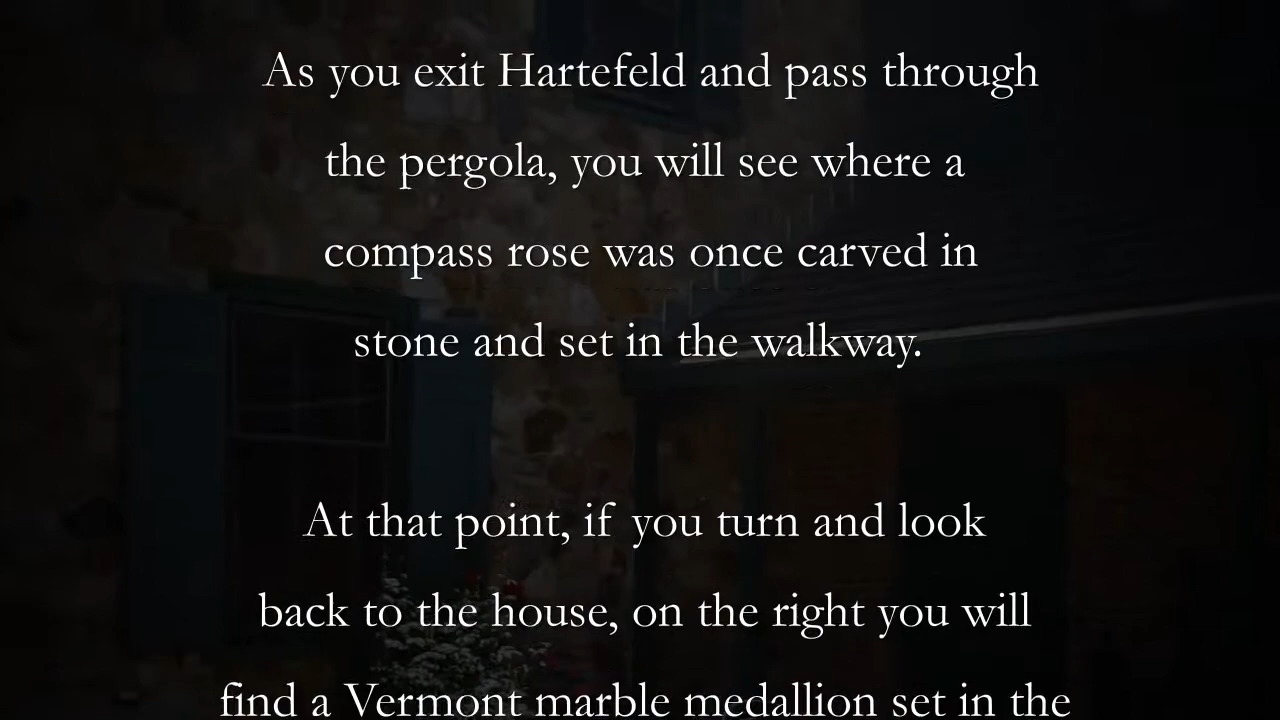 As you exit Hartefeld and pass through
the pergola, you will see where a
compass rose was once carved in
stone and set in the walkway.
At that point, if you turn and look
back to the house, on the right you will
find a Vermont marble medallion set in the